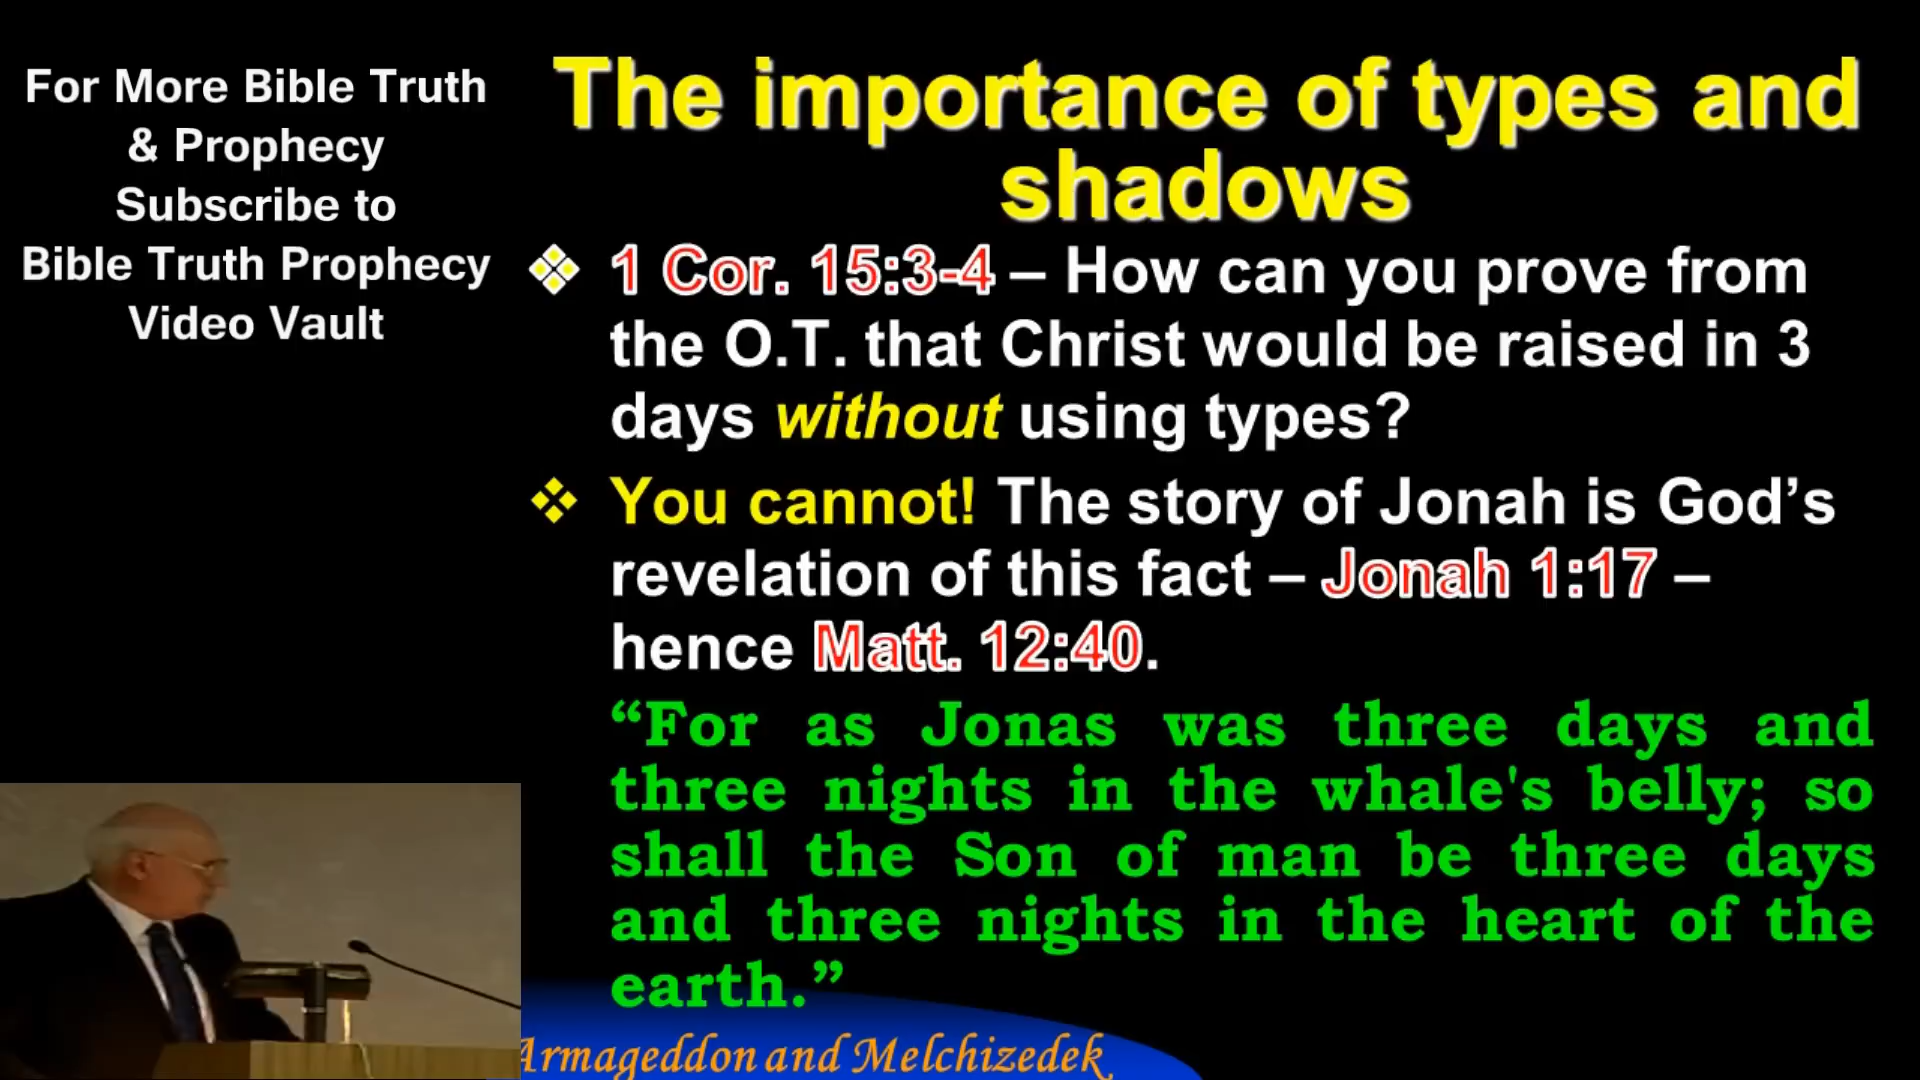 For More Bible Truth
& Prophecy
Subscribe to
Bible Truth Prophecy
Video Vault
The importance of types and
shadows
1 Cor. 15:3-4 – How can you prove from
the O.T. that Christ would be raised in 3
days without using types?
You cannot! The story of Jonah is God’s
revelation of this fact – Jonah 1:17 –
hence Matt. 12:40.
“For as Jonas was three days and
three nights in the whale's belly; so
shall the Son of man be three days
and three nights in the heart of the
earth.”
Armageddon and Melchizedek